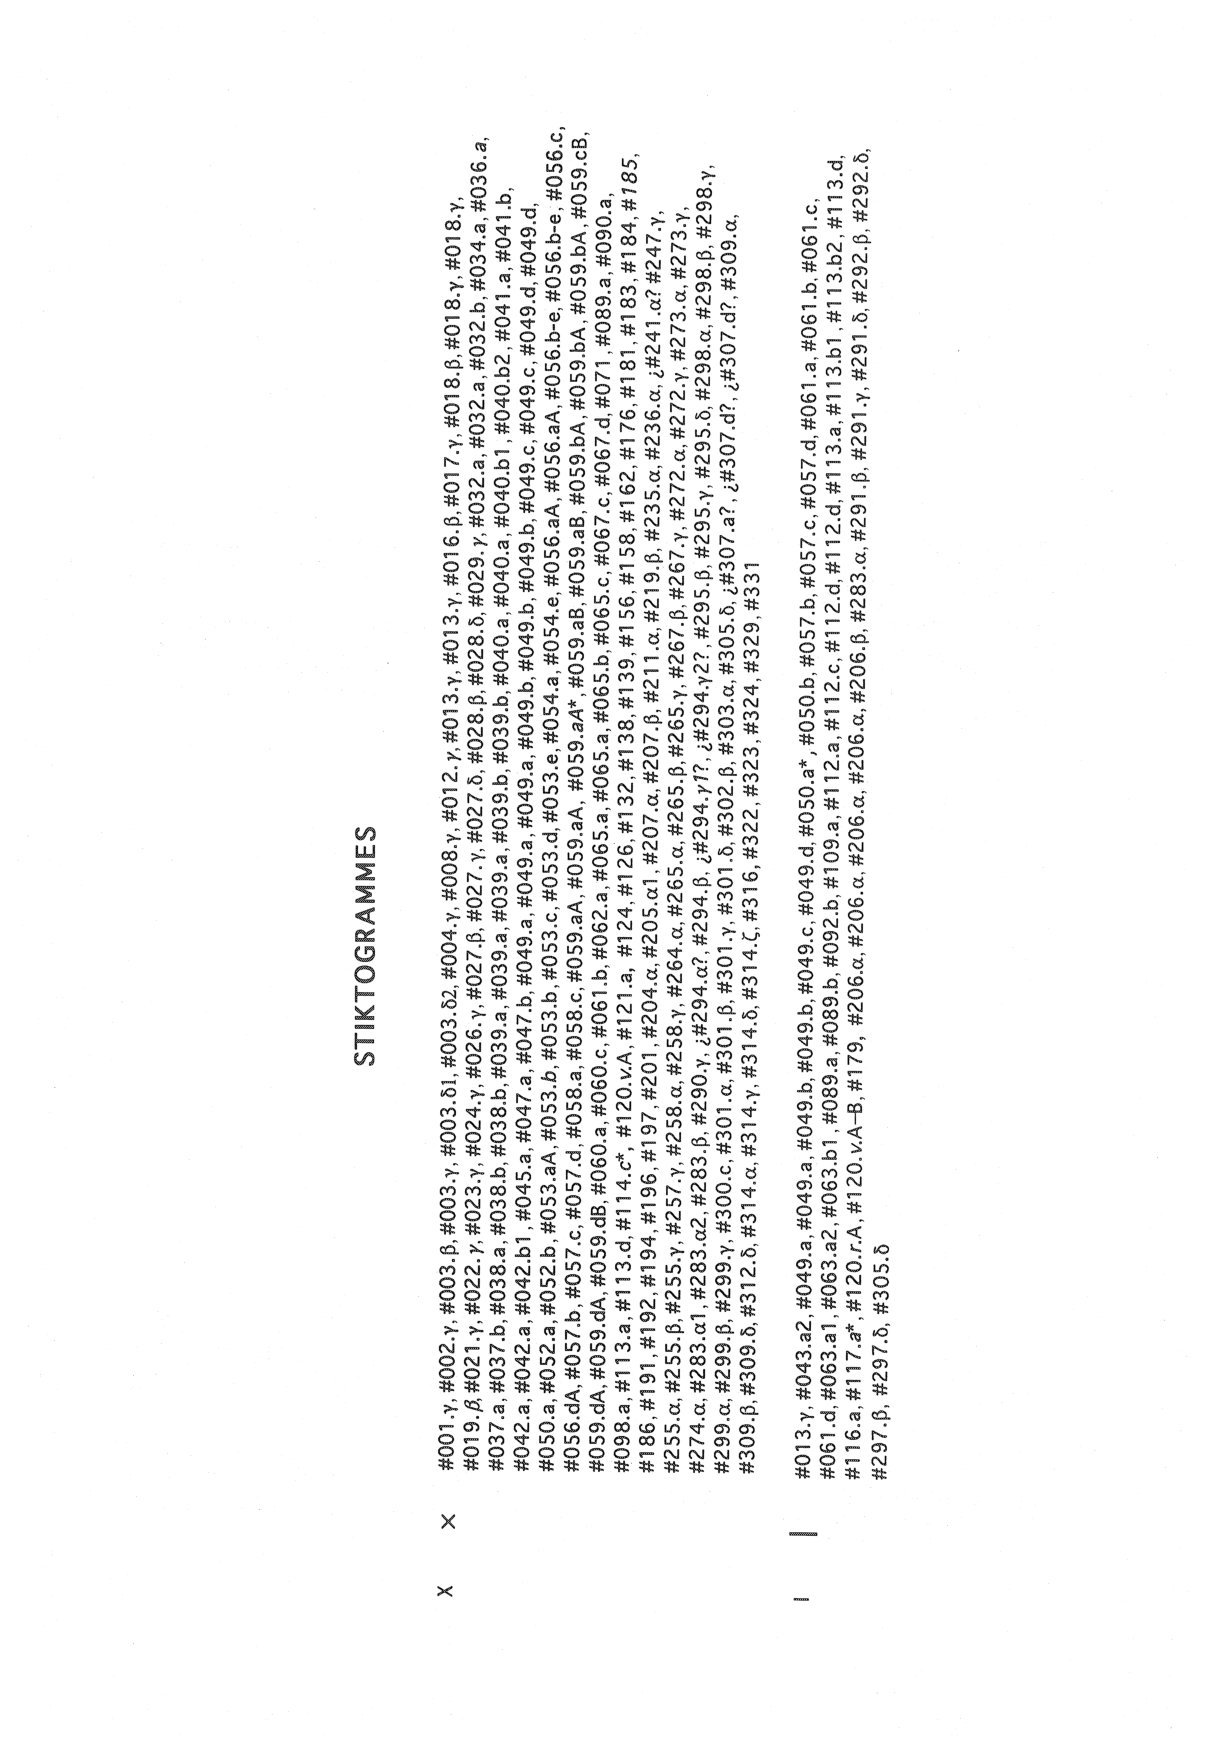 STIKTOGRAMMES
X × #001.γ, #002.γ, #003.β, #003.γ, #003.δ1, #003.δ2, #004.γ, #008.γ, #012.γ, #013.γ, #013.γ, #016.β, #017.γ, #018.β, #018.γ, #018.γ,
#019.β, #021.γ, #022.γ, #023.γ, #024.γ, #026.γ, #027.β, #027.γ, #027.δ, #028.β, #028.δ, #029.γ, #032.a, #032.a, #032.b, #034.a, #036.a,
#037.a, #037.b, #038.a, #038.b, #038.b, #039.a, #039.a, #039.a, #039.a, #039.b, #039.b, #040.a, #040.a, #040.b1, #040.b2, #041.a, #041.b,
#042.a, #042.a, #042.b1, #045.a, #047.a, #047.b, #049.a, #049.a, #049.a, #049.b, #049.b, #049.b, #049.b, #049.c, #049.c, #049.d, #049.d,
#050.a, #052.a, #052.b, #053.aA, #053.b, #053.b, #053.c, #053.d, #053.e, #054.a, #054.e, #056.aA, #056.aA, #056.b-e, #056.b-e, #056.c,
#056.dA, #057.b, #057.c, #057.d, #058.a, #058.c, #059.aA, #059.aA, #059.aA*, #059.aB, #059.aB, #059.bA, #059.bA, #059.bA, #059.cB,
#059.dA, #059.dA, #059.dB, #060.a, #060.c, #061.b, #062.a, #065.a, #065.a, #065.b, #065.c, #067.c, #067.d, #071, #089.a, #090.a,
#098.a, #113.a, #113.d, #114.c*, #120.v.A, #121.a, #124, #126, #132, #138, #139, #156, #158, #162, #176, #181, #183, #184, #185,
#186, #191, #192, #194, #196, #197, #201, #204.α, #205.α1, #207.α, #207.β, #211.α, #219.β, #235.α, #236.α, ¿#241.α? #247.γ,
#255.α, #255.β, #255.γ, #257.γ, #258.α, #258.γ, #264.α, #265.α, #265.β, #265.γ, #267.β, #267.γ, #272.α, #272.γ, #273.α, #273.γ,
#274.α, #283.α1, #283.α2, #283.β, #290.γ, ¿#294.α?, #294.β, ¿#294.γ1?, ¿#294.γ2?, #295.β, #295.γ, #295.δ, #298.α, #298.β, #298.γ,
#299.α, #299.β, #299.γ, #300.c, #301.α, #301.β, #301.γ, #301.δ, #302.β, #303.α, #305.δ, ¿#307.a?, ¿#307.d?, ¿#307.d?, #309.α,
#309.β, #309.δ, #312.δ, #314.α, #314.γ, #314.δ, #314.ζ, #316, #322, #323, #324, #329, #331
| | #013.γ, #043.a2, #049.a, #049.a, #049.b, #049.b, #049.c, #049.d, #050.a*, #050.b, #057.b, #057.c, #057.d, #061.a, #061.b, #061.c,
#061.d, #063.a1, #063.a2, #063.b1, #089.a, #089.b, #092.b, #109.a, #112.a, #112.c, #112.d, #112.d, #113.a, #113.b1, #113.b2, #113.d,
#116.a, #117.a*, #120.r.A, #120.v.A–B, #179, #206.α, #206.α, #206.α, #206.α, #206.β, #283.α, #291.β, #291.γ, #291.δ, #292.β, #292.δ,
#297.β, #297.δ, #305.δ